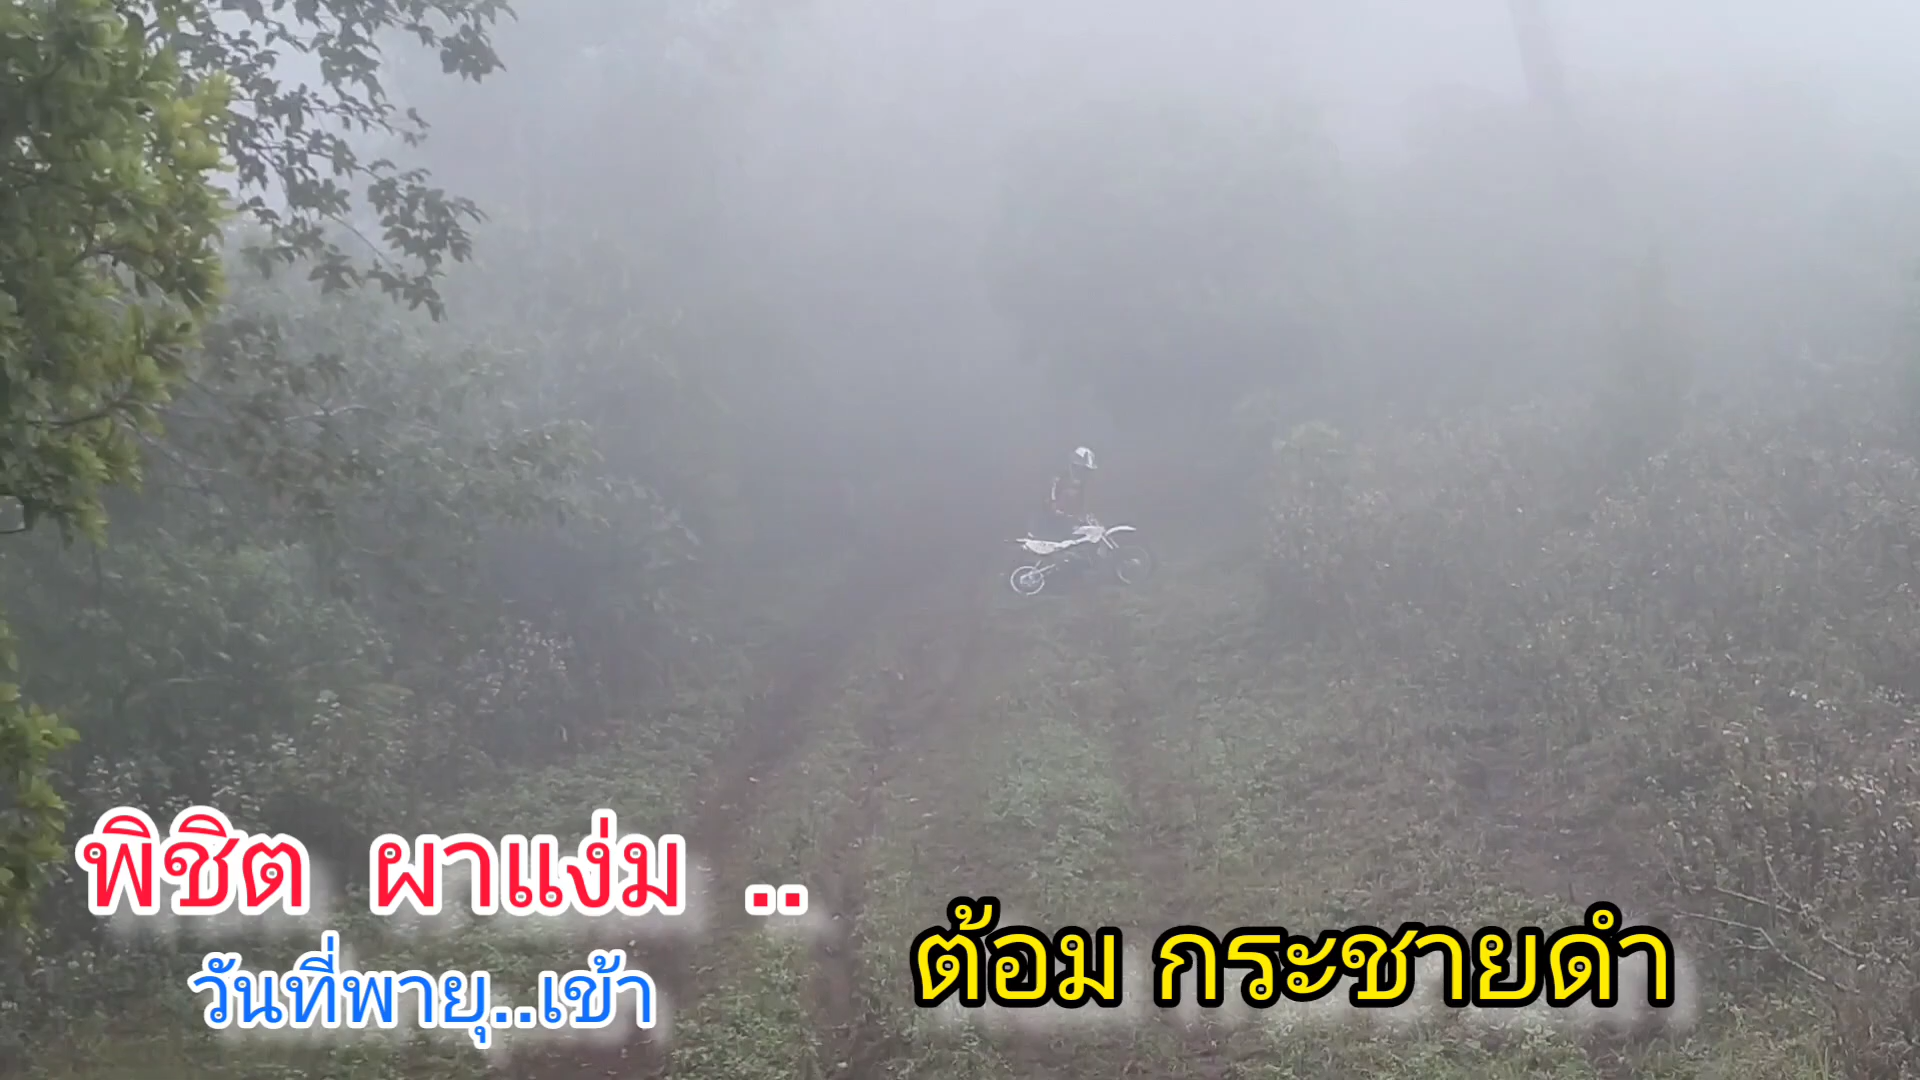 พิชิต ผาแง่ม ..
วันที่พายุ..เข้า
ต้อม กระชายดำ